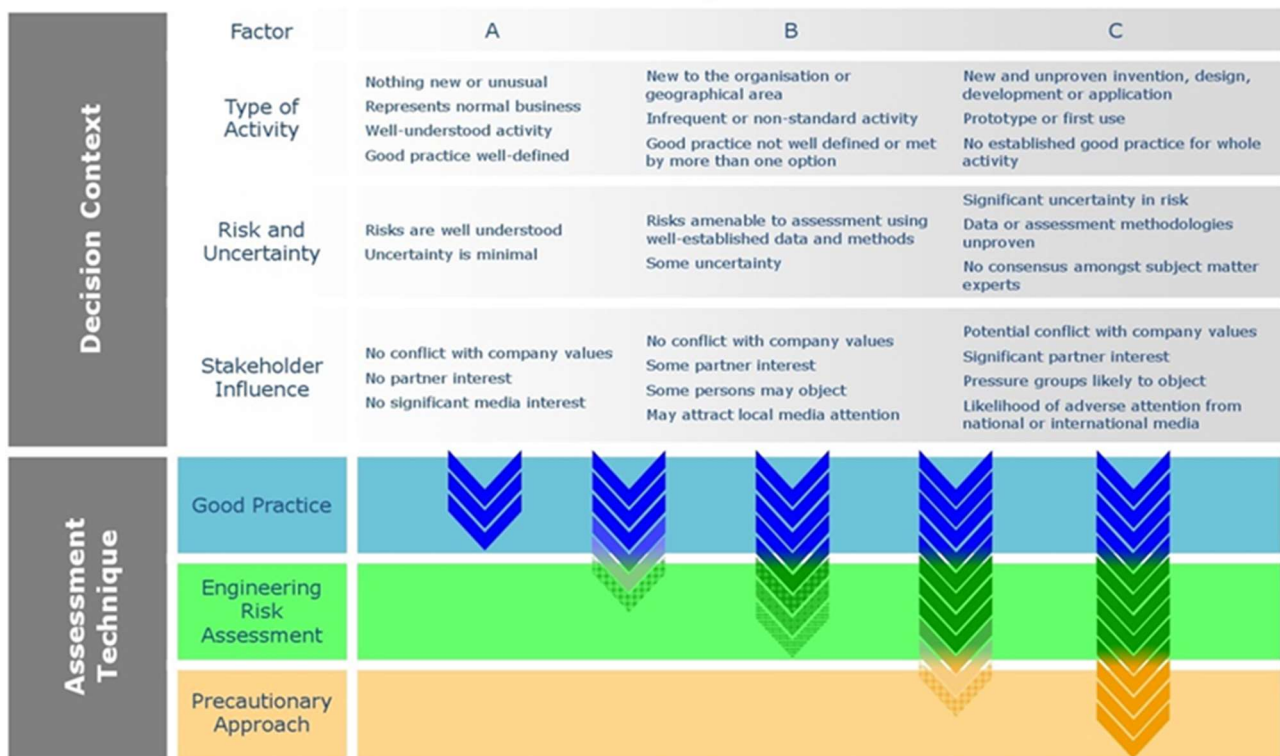 Decision Context
Factor
A
B
C
Type of
Activity
Nothing new or unusual
Represents normal business
Well-understood activity
Good practice well-defined
New to the organisation or
geographical area
Infrequent or non-standard activity
Good practice not well defined or met
by more than one option
New and unproven invention, design,
development or application
Prototype or first use
No established good practice for whole
activity
Risk and
Uncertainty
Risks are well understood
Uncertainty is minimal
Risks amenable to assessment using
well-established data and methods
Some uncertainty
Significant uncertainty in risk
Data or assessment methodologies
unproven
No consensus amongst subject matter
experts
Stakeholder
Influence
No conflict with company values
No partner interest
No significant media interest
No conflict with company values
Some partner interest
Some persons may object
May attract local media attention
Potential conflict with company values
Significant partner interest
Pressure groups likely to object
Likelihood of adverse attention from
national or international media
Assessment
Technique
Good Practice
Engineering
Risk
Assessment
Precautionary
Approach